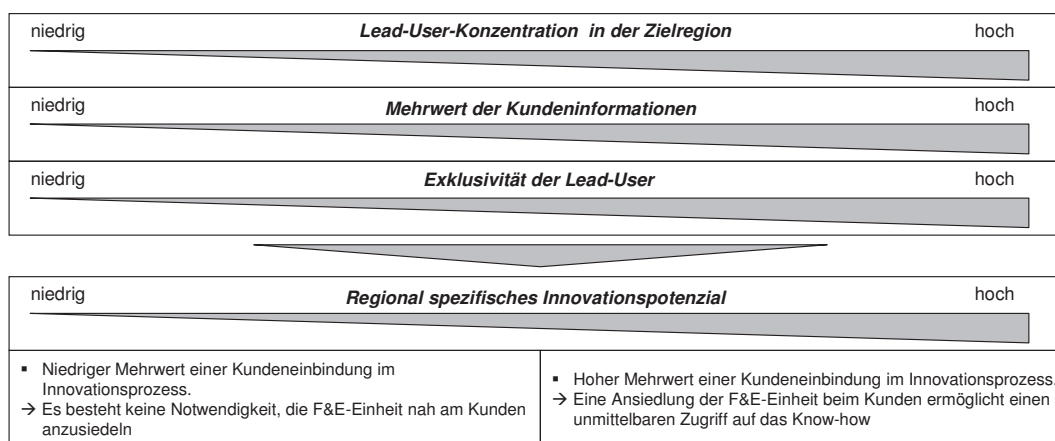 niedrig Lead-User-Konzentration in der Zielregion hoch
niedrig Mehrwert der Kundeninformationen hoch
niedrig Exklusivität der Lead-User hoch
niedrig Regional spezifisches Innovationspotenzial hoch
▪ Niedriger Mehrwert einer Kundeneinbindung im
Innovationsprozess.
→ Es besteht keine Notwendigkeit, die F&E-Einheit nah am Kunden
anzusiedeln
▪ Hoher Mehrwert einer Kundeneinbindung im Innovationsprozess.
→ Eine Ansiedlung der F&E-Einheit beim Kunden ermöglicht einen
unmittelbaren Zugriff auf das Know-how